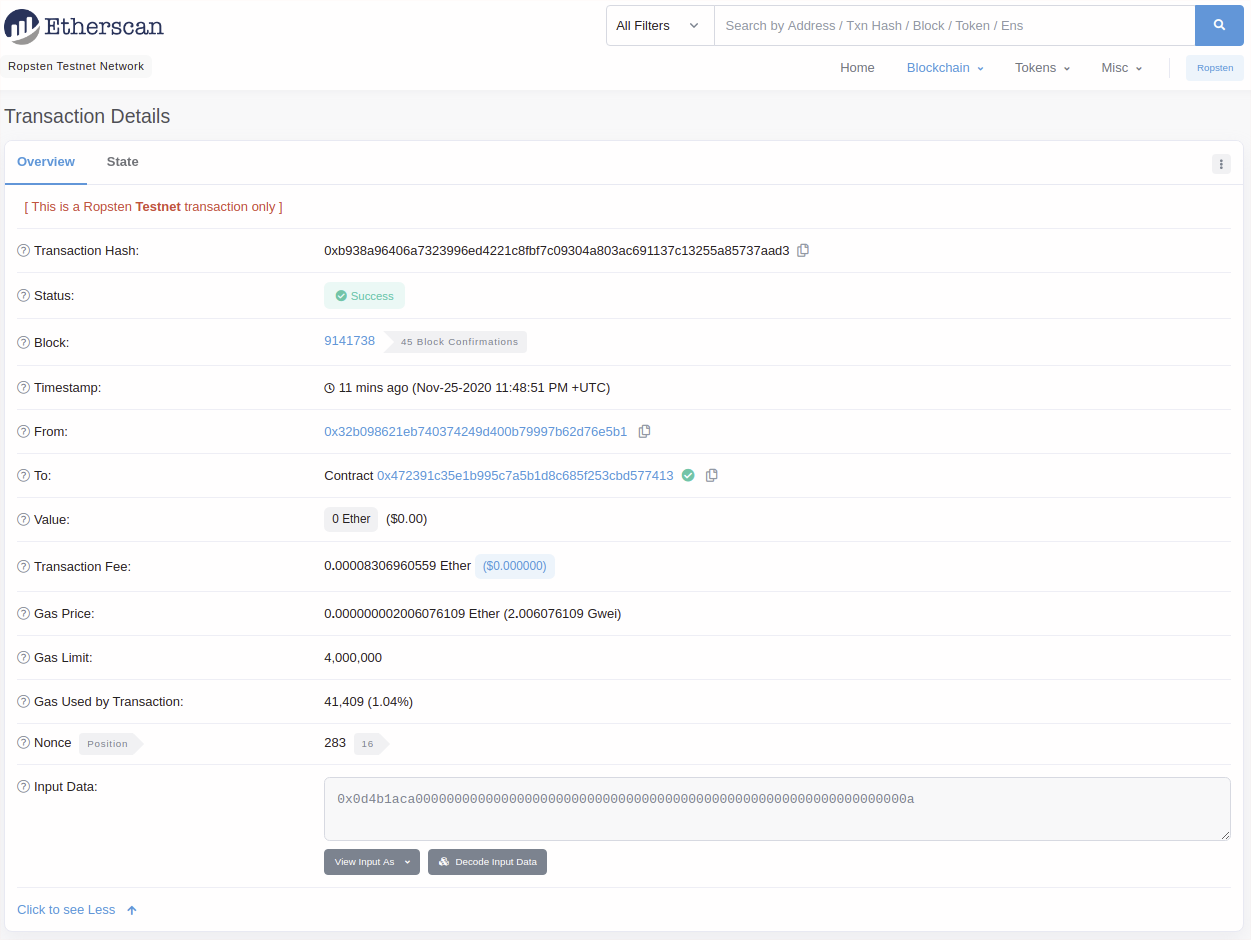 Etherscan
All Filters
Search by Address / Txn Hash / Block / Token / Ens
Ropsten Testnet Network
Home Blockchain Tokens Misc Ropsten
Transaction Details
Overview State
[ This is a Ropsten Testnet transaction only ]
Transaction Hash: 0xb938a96406a7323996ed4221c8fbf7c09304a803ac691137c13255a85737aad3
Status: Success
Block: 9141738 45 Block Confirmations
Timestamp: 11 mins ago (Nov-25-2020 11:48:51 PM +UTC)
From: 0x32b098621eb740374249d400b79997b62d76e5b1
To: Contract 0x472391c35e1b995c7a5b1d8c685f253cbd577413
Value: 0 Ether ($0.00)
Transaction Fee: 0.00008306960559 Ether ($0.000000)
Gas Price: 0.000000002006076109 Ether (2.006076109 Gwei)
Gas Limit: 4,000,000
Gas Used by Transaction: 41,409 (1.04%)
Nonce Position 283 16
Input Data: 0x0d4b1aca000000000000000000000000000000000000000000000000000000000000000a
View Input As Decode Input Data
Click to see Less